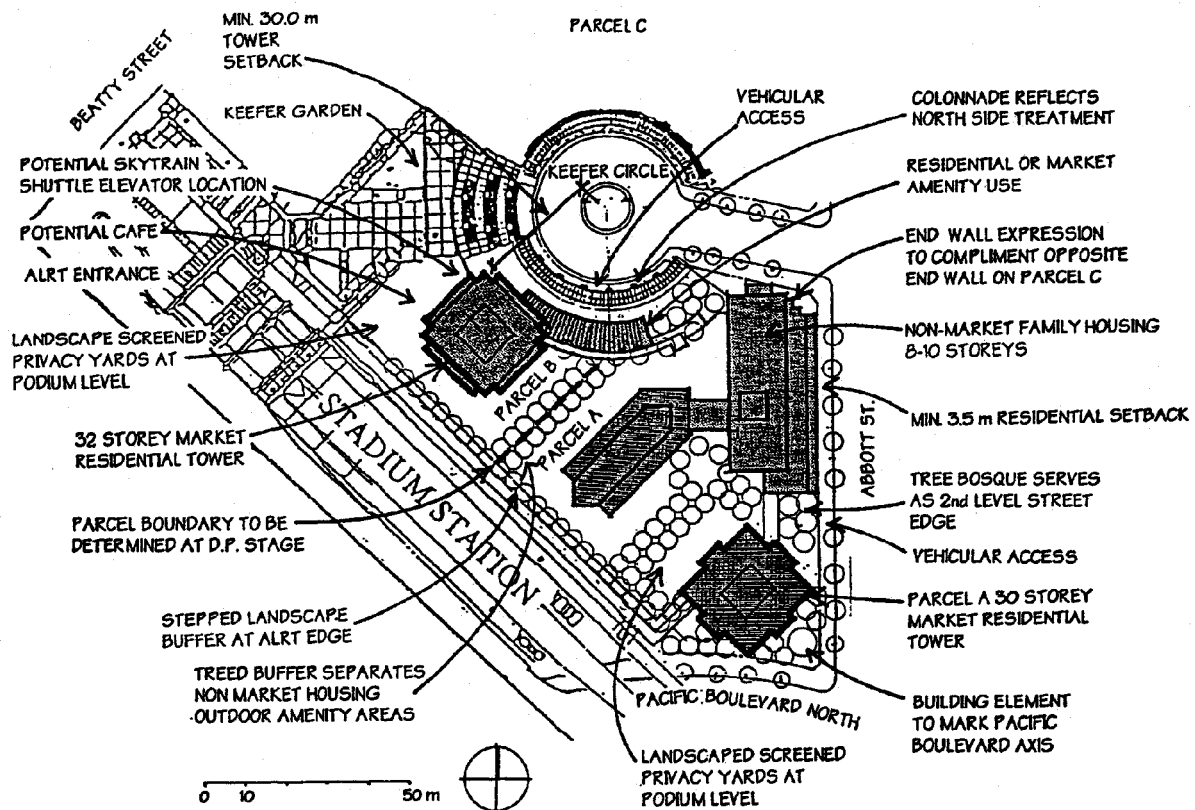 PARCEL C
MIN. 30.0 m
TOWER
SETBACK
BEATTY STREET
KEEFER GARDEN
POTENTIAL SKYTRAIN
SHUTTLE ELEVATOR LOCATION
POTENTIAL CAFE
ALRT ENTRANCE
LANDSCAPE SCREENED
PRIVACY YARDS AT
PODIUM LEVEL
32 STOREY MARKET
RESIDENTIAL TOWER
PARCEL BOUNDARY TO BE
DETERMINED AT D.P. STAGE
STEPPED LANDSCAPE
BUFFER AT ALRT EDGE
TREED BUFFER SEPARATES
NON MARKET HOUSING
OUTDOOR AMENITY AREAS
KEEFER CIRCLE
PARCEL B
PARCEL A
STADIUM STATION
VEHICULAR
ACCESS
COLONNADE REFLECTS
NORTH SIDE TREATMENT
RESIDENTIAL OR MARKET
AMENITY USE
END WALL EXPRESSION
TO COMPLIMENT OPPOSITE
END WALL ON PARCEL C
NON-MARKET FAMILY HOUSING
8-10 STOREYS
MIN. 3.5 m RESIDENTIAL SETBACK
ABBOTT ST.
TREE BOSQUE SERVES
AS 2nd LEVEL STREET
EDGE
VEHICULAR ACCESS
PARCEL A 30 STOREY
MARKET RESIDENTIAL
TOWER
BUILDING ELEMENT
TO MARK PACIFIC
BOULEVARD AXIS
PACIFIC BOULEVARD NORTH
LANDSCAPED SCREENED
PRIVACY YARDS AT
PODIUM LEVEL
0 10 50 m